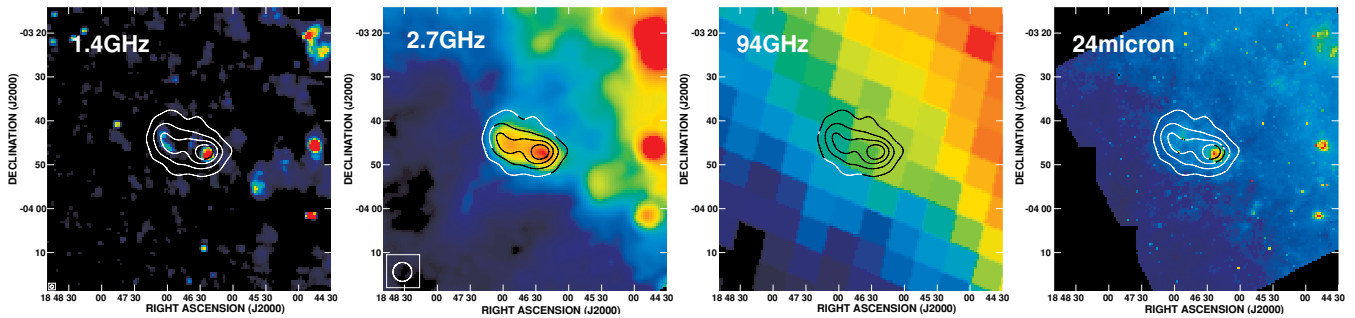 1.4GHz
2.7GHz
94GHz
24micron
DECLINATION (J2000)
-03 20
30
40
50
-04 00
10
18 48 30 00 47 30 00 46 30 00 45 30 00 44 30
RIGHT ASCENSION (J2000)
DECLINATION (J2000)
-03 20
30
40
50
-04 00
10
18 48 30 00 47 30 00 46 30 00 45 30 00 44 30
RIGHT ASCENSION (J2000)
DECLINATION (J2000)
-03 20
30
40
50
-04 00
10
18 48 30 00 47 30 00 46 30 00 45 30 00 44 30
RIGHT ASCENSION (J2000)
DECLINATION (J2000)
-03 20
30
40
50
-04 00
10
18 48 30 00 47 30 00 46 30 00 45 30 00 44 30
RIGHT ASCENSION (J2000)